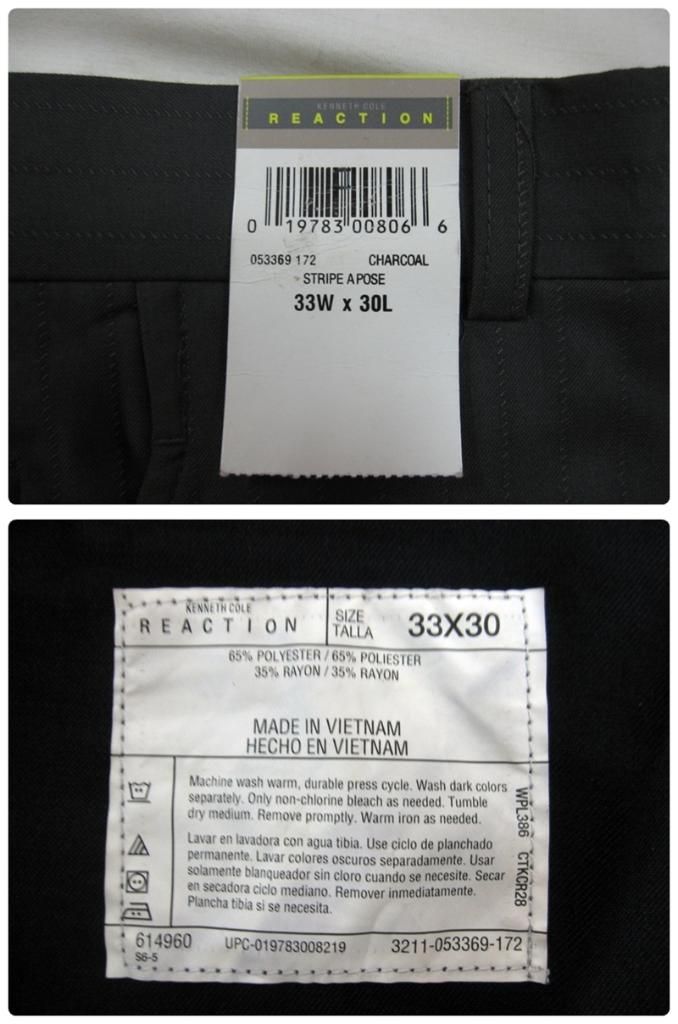 KENNETH COLE
REACTION
0 19783 00806 6
053369 172 CHARCOAL
STRIPE A POSE
33W x 30L
KENNETH COLE
REACTION
SIZE
TALLA
33X30
65% POLYESTER / 65% POLIESTER
35% RAYON / 35% RAYON
MADE IN VIETNAM
HECHO EN VIETNAM
Machine wash warm, durable press cycle. Wash dark colors
separately. Only non-chlorine bleach as needed. Tumble
dry medium. Remove promptly. Warm iron as needed.
Lavar en lavadora con agua tibia. Use ciclo de planchado
permanente. Lavar colores oscuros separadamente. Usar
solamente blanqueador sin cloro cuando se necesite. Secar
en secadora ciclo mediano. Remover inmediatamente.
Plancha tibia si se necesita.
WPL386 CTKCR28
614960 UPC-019783008219 3211-053369-172
S6-5